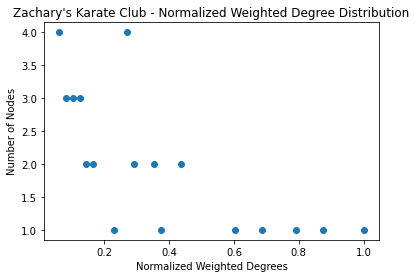 Zachary's Karate Club - Normalized Weighted Degree Distribution
4.0
3.5
3.0
2.5
2.0
1.5
1.0
Number of Nodes
0.2 0.4 0.6 0.8 1.0
Normalized Weighted Degrees